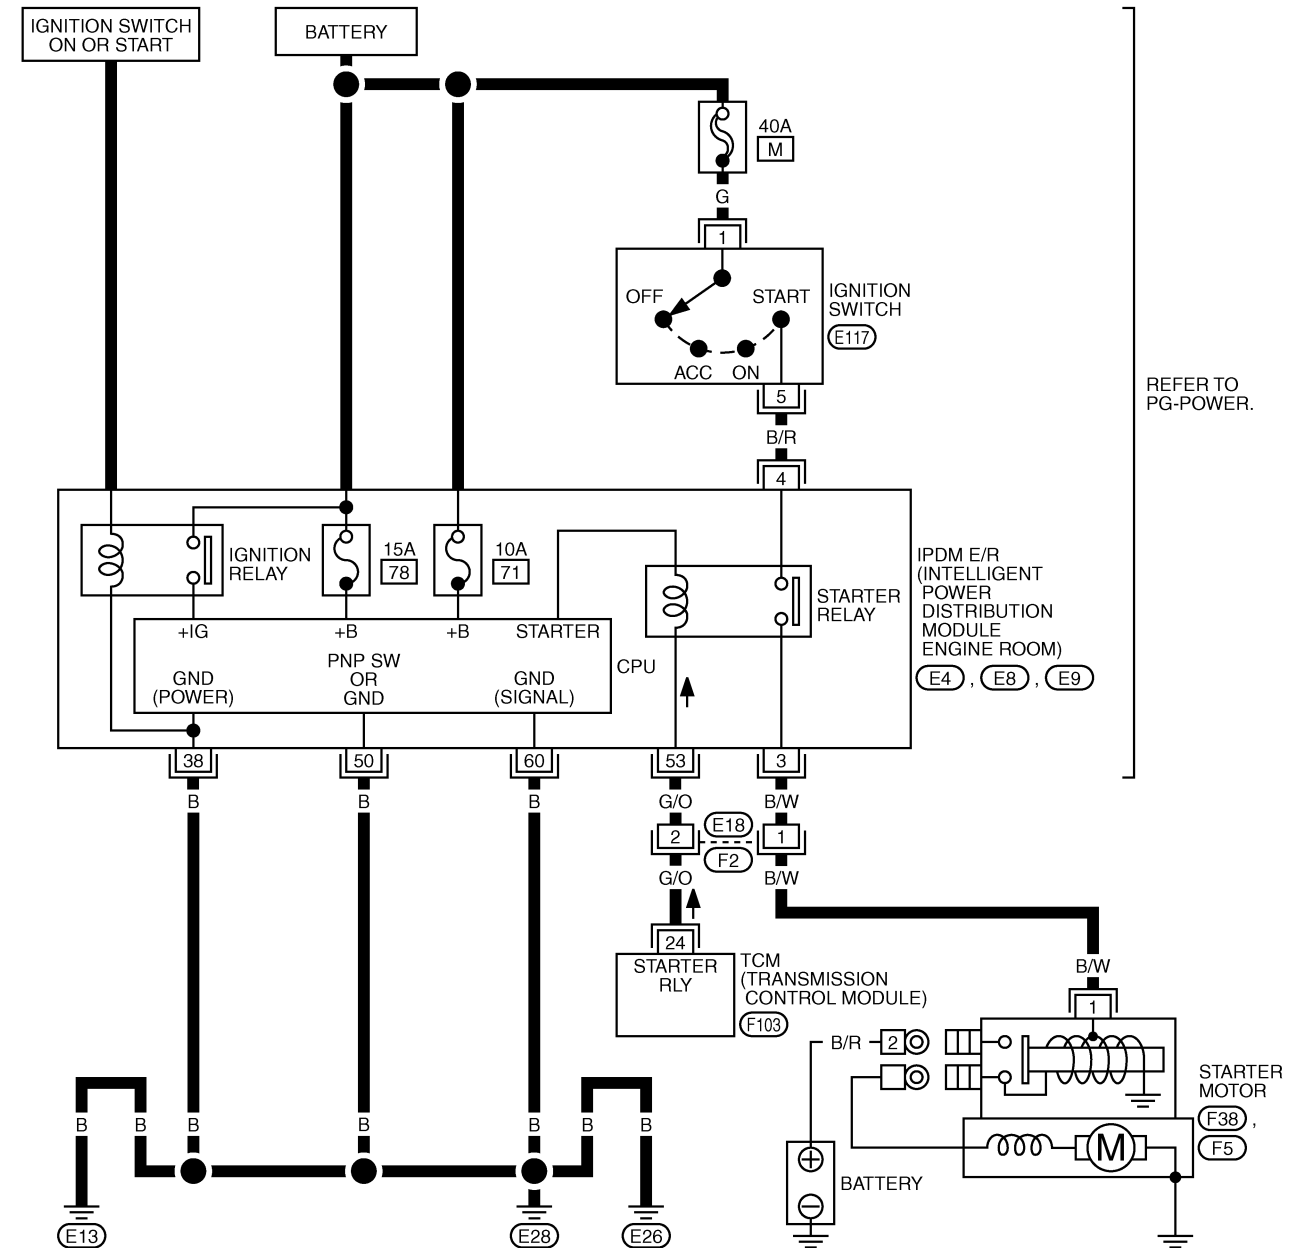 IGNITION SWITCH
ON OR START
BATTERY
40A
M
G
1
OFF
START
ACC
ON
IGNITION
SWITCH
E117
5
B/R
4
REFER TO
PG-POWER.
IGNITION
RELAY
15A
78
10A
71
STARTER
RELAY
IPDM E/R
(INTELLIGENT
POWER
DISTRIBUTION
MODULE
ENGINE ROOM)
E4 , E8 , E9
+IG
+B
+B
STARTER
CPU
GND
(POWER)
PNP SW
OR
GND
GND
(SIGNAL)
38
50
60
53
3
B
B
B
G/O
B/W
2
E18
F2
1
G/O
B/W
24
STARTER
RLY
TCM
(TRANSMISSION
CONTROL MODULE)
F103
B/W
1
B/R
2
STARTER
MOTOR
F38 ,
F5
M
BATTERY
B
B
B
B
B
B
B
E13
E28
E26